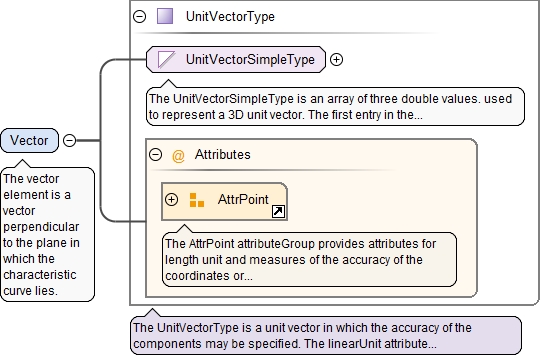 UnitVectorType
UnitVectorSimpleType
The UnitVectorSimpleType is an array of three double values. used
to represent a 3D unit vector. The first entry in the...
Vector
The vector
element is a
vector
perpendicular
to the plane in
which the
characteristic
curve lies.
@ Attributes
AttrPoint
The AttrPoint attributeGroup provides attributes for
length unit and measures of the accuracy of the
coordinates or...
The UnitVectorType is a unit vector in which the accuracy of the
components may be specified. The linearUnit attribute...